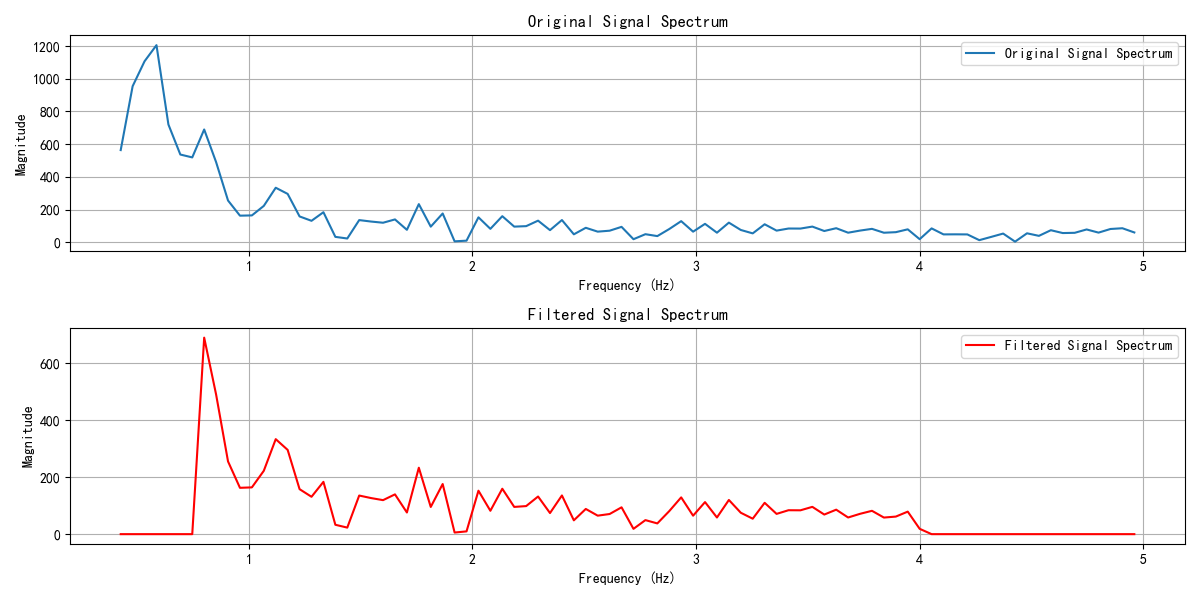 Original Signal Spectrum
Original Signal Spectrum
Magnitude
1200
1000
800
600
400
200
0
1
2
3
4
5
Frequency (Hz)
Filtered Signal Spectrum
Filtered Signal Spectrum
Magnitude
600
400
200
0
1
2
3
4
5
Frequency (Hz)